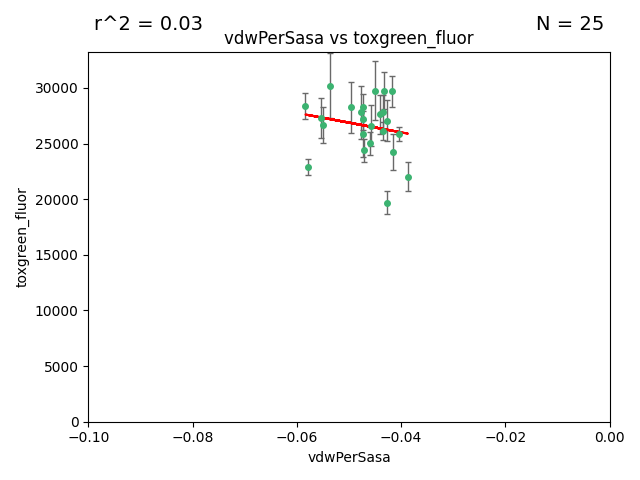 r^2 = 0.03
N = 25
vdwPerSasa vs toxgreen_fluor
30000
25000
20000
15000
10000
5000
0
toxgreen_fluor
−0.10
−0.08
−0.06
−0.04
−0.02
0.00
vdwPerSasa